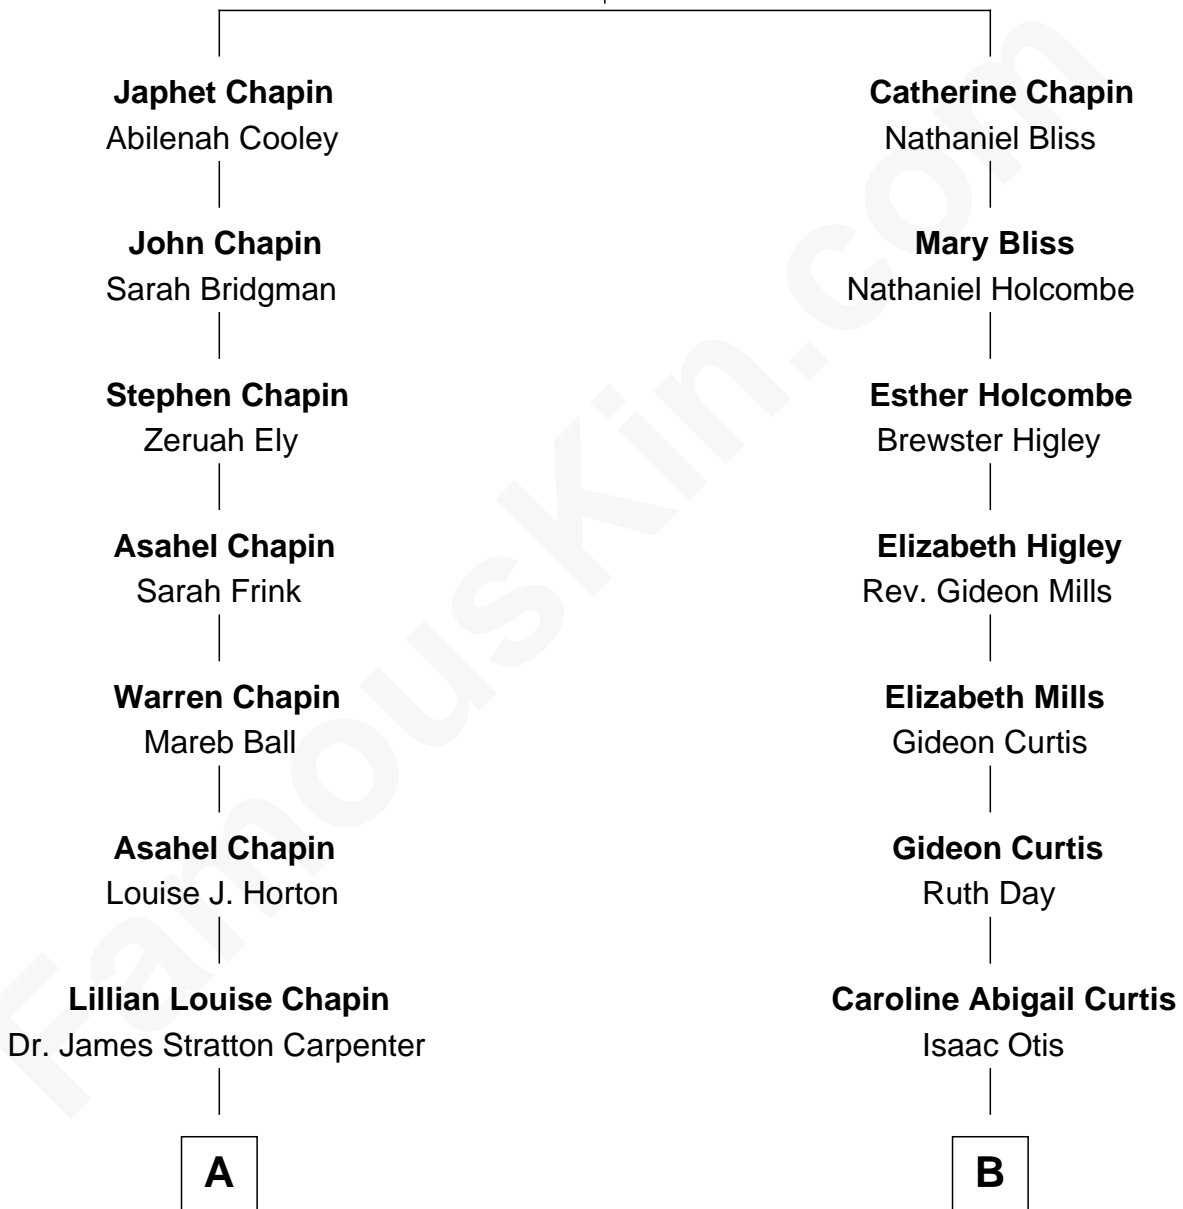 Japhet Chapin
Abilenah Cooley
John Chapin
Sarah Bridgman
Stephen Chapin
Zeruah Ely
Asahel Chapin
Sarah Frink
Warren Chapin
Mareb Ball
Asahel Chapin
Louise J. Horton
Lillian Louise Chapin
Dr. James Stratton Carpenter
A
Catherine Chapin
Nathaniel Bliss
Mary Bliss
Nathaniel Holcombe
Esther Holcombe
Brewster Higley
Elizabeth Higley
Rev. Gideon Mills
Elizabeth Mills
Gideon Curtis
Gideon Curtis
Ruth Day
Caroline Abigail Curtis
Isaac Otis
B
FamousKin.com